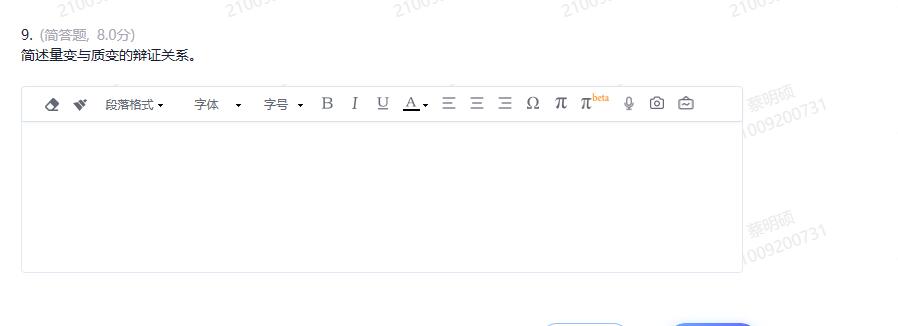 9. (简答题, 8.0分)
简述量变与质变的辩证关系。
段落格式 字体 字号 B I U A Ω π π beta
蔡明硕
1009200731
蔡明硕
1009200731